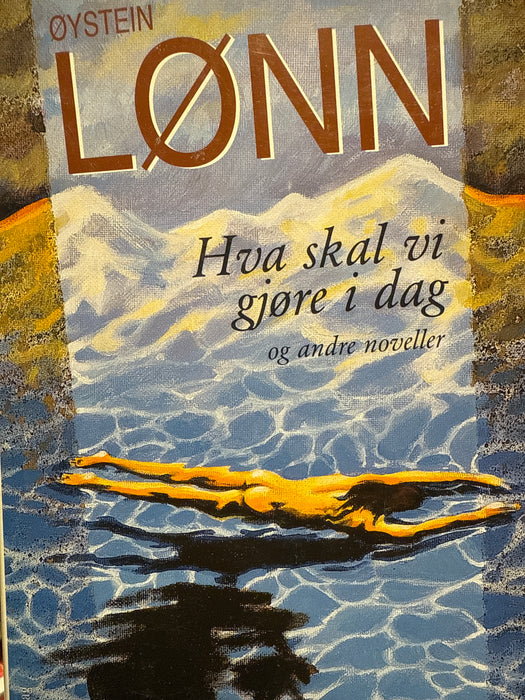 ØYSTEIN
LØNN
Hva skal vi
gjøre i dag
og andre noveller